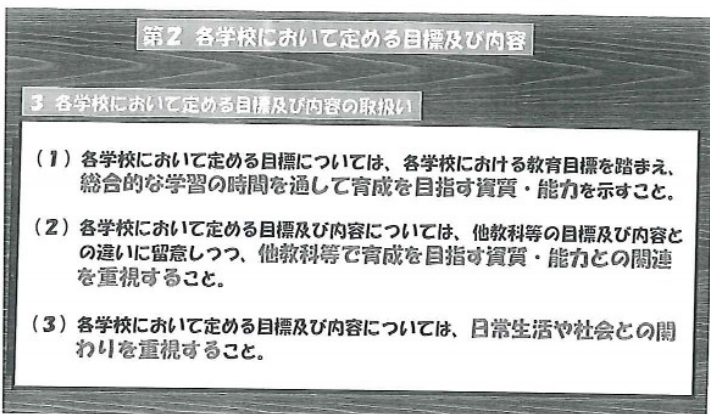 第2 各学校において定める目標及び内容
3 各学校において定める目標及び内容の取扱い
(1)各学校において定める目標については、各学校における教育目標を踏まえ、
総合的な学習の時間を通して育成を目指す資質・能力を示すこと。
(2)各学校において定める目標及び内容については、他教科等の目標及び内容と
の違いに留意しつつ、他教科等で育成を目指す資質・能力との関連
を重視すること。
(3)各学校において定める目標及び内容については、日常生活や社会との関
わりを重視すること。